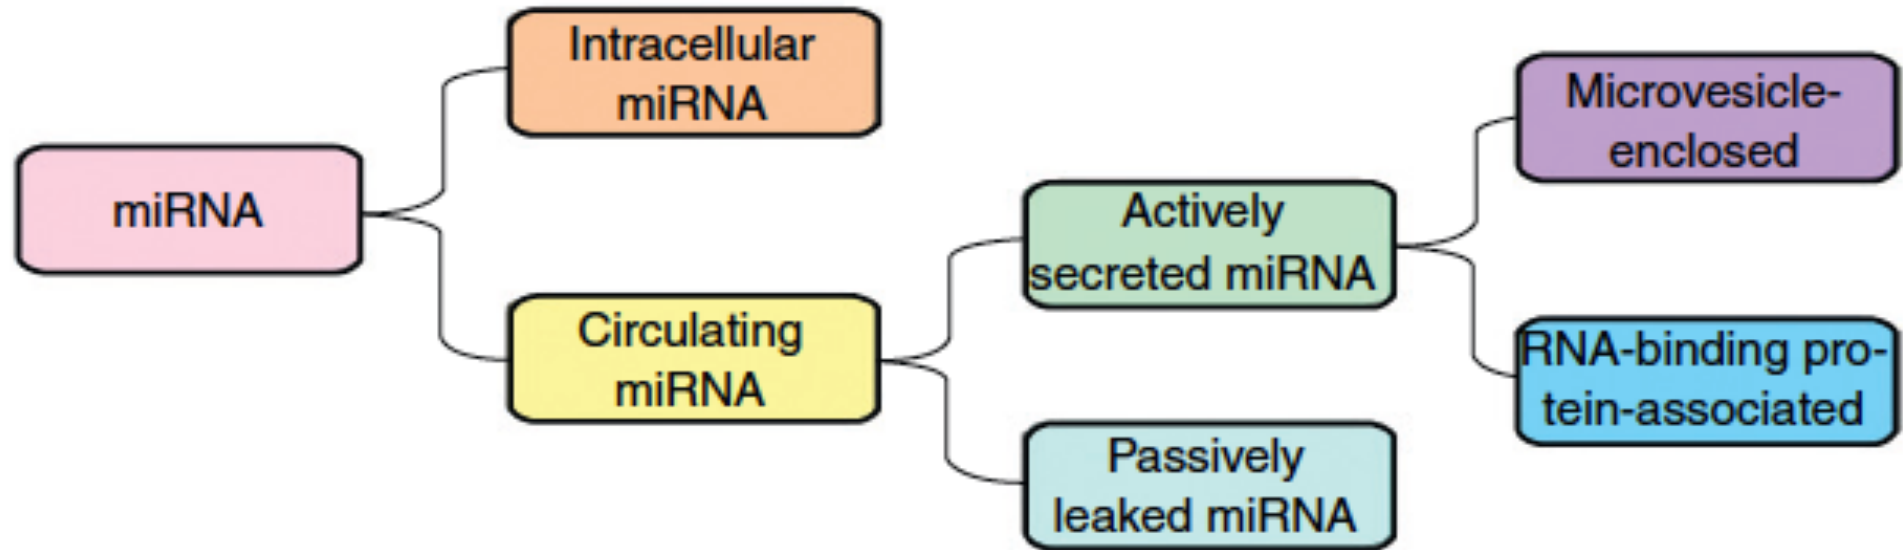 miRNA
Intracellular
miRNA
Circulating
miRNA
Actively
secreted miRNA
Passively
leaked miRNA
Microvesicle-
enclosed
RNA-binding pro-
tein-associated